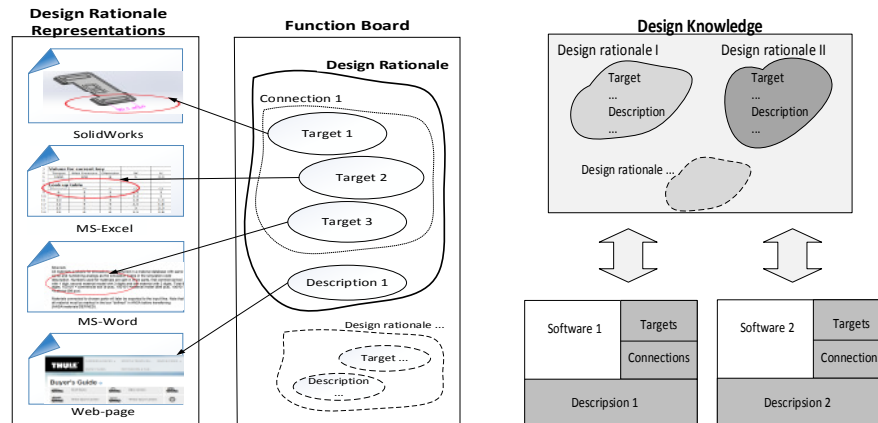 Design Rationale
Representations
SolidWorks
MS-Excel
MS-Word
THULE
Buyer's Guide
Web-page
Function Board
Design Rationale
Connection 1
Target 1
Target 2
Target 3
Description 1
Design rationale ...
Target ...
Description
...
Design Knowledge
Design rationale I
Target
...
Description
...
Design rationale II
Target
...
Description
...
Design rationale ...
Software 1
Targets
Connections
Descripsion 1
Software 2
Targets
Connection
Descripsion 2